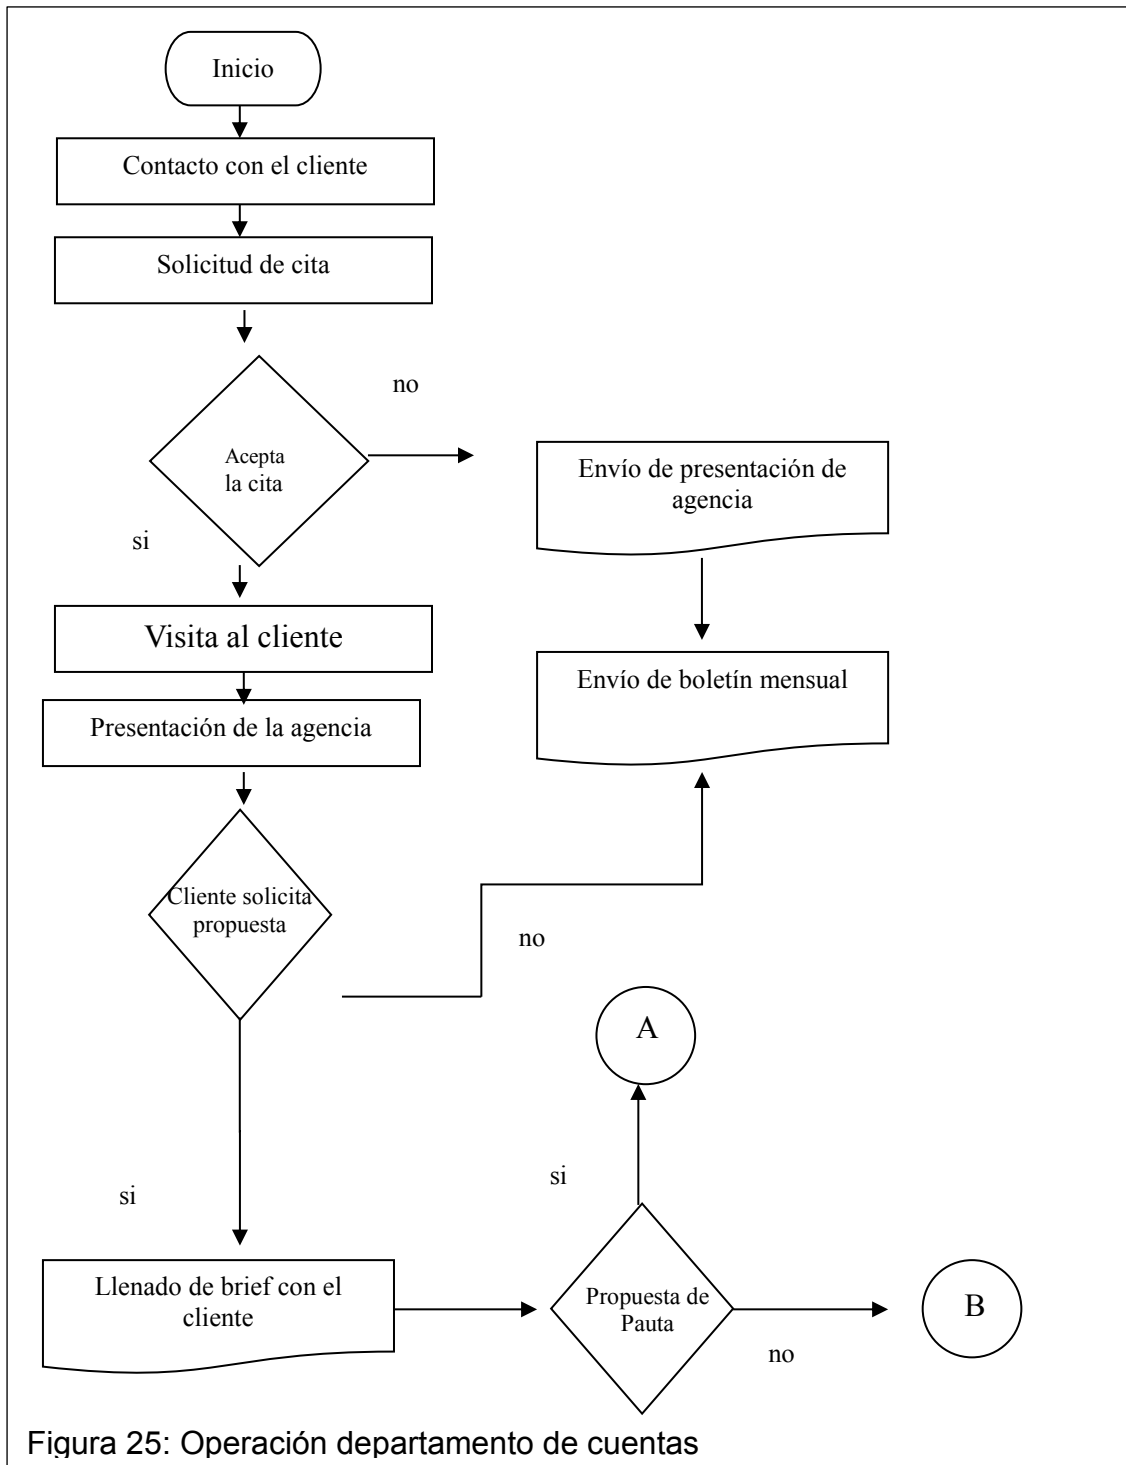 Inicio
Contacto con el cliente
Solicitud de cita
no
Acepta
la cita
Envío de presentación de
agencia
si
Visita al cliente
Envío de boletín mensual
Presentación de la agencia
Cliente solicita
propuesta
no
A
si
si
Llenado de brief con el
cliente
Propuesta de
Pauta
B
no
Figura 25: Operación departamento de cuentas